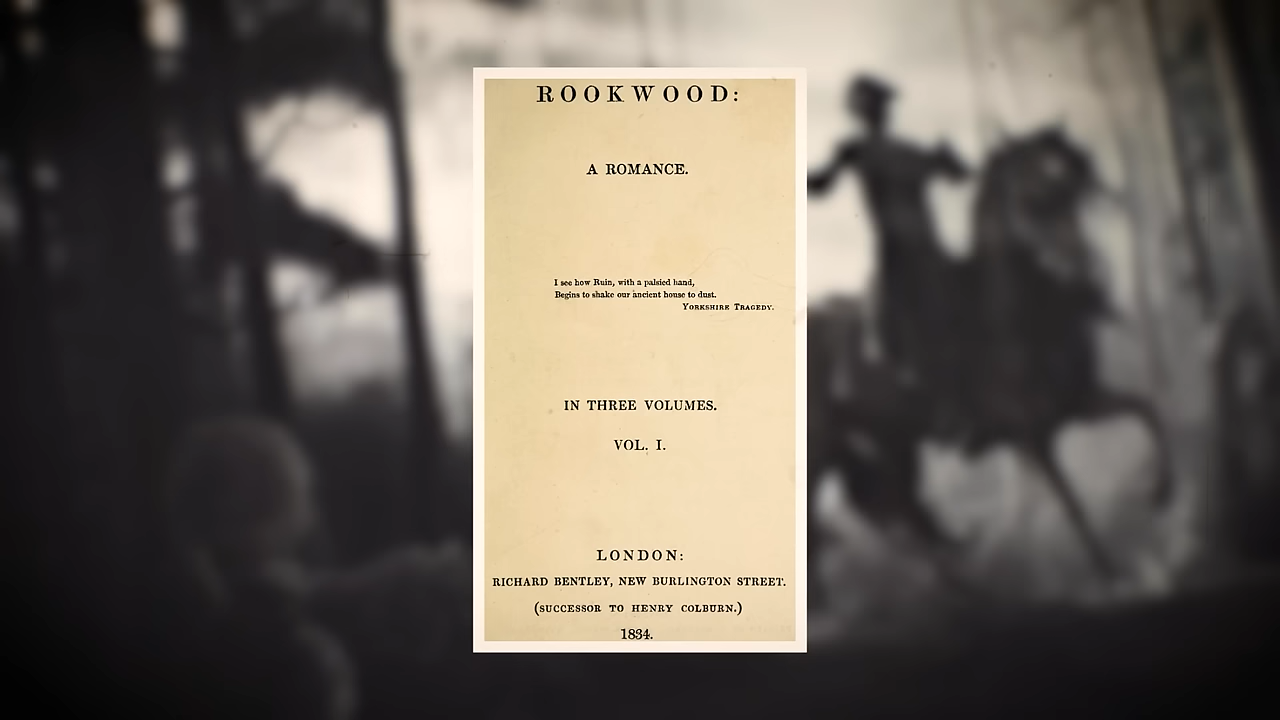 ROOKWOOD:
A ROMANCE.
I see how Ruin, with a palsied hand,
Begins to shake our ancient house to dust.
YORKSHIRE TRAGEDY.
IN THREE VOLUMES.
VOL. I.
LONDON:
RICHARD BENTLEY, NEW BURLINGTON STREET.
(SUCCESSOR TO HENRY COLBURN.)
1834.